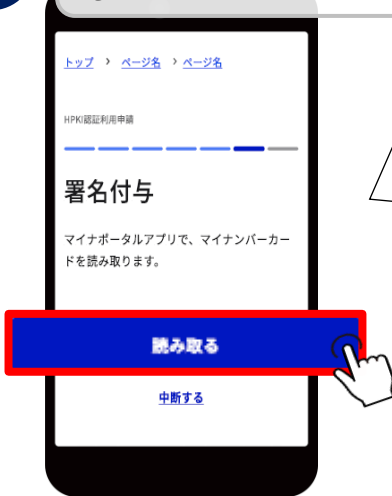 トップ › ページ名 › ページ名
HPKI認証利用申請
署名付与
マイナポータルアプリで、マイナンバーカー
ドを読み取ります。
読み取る
中断する